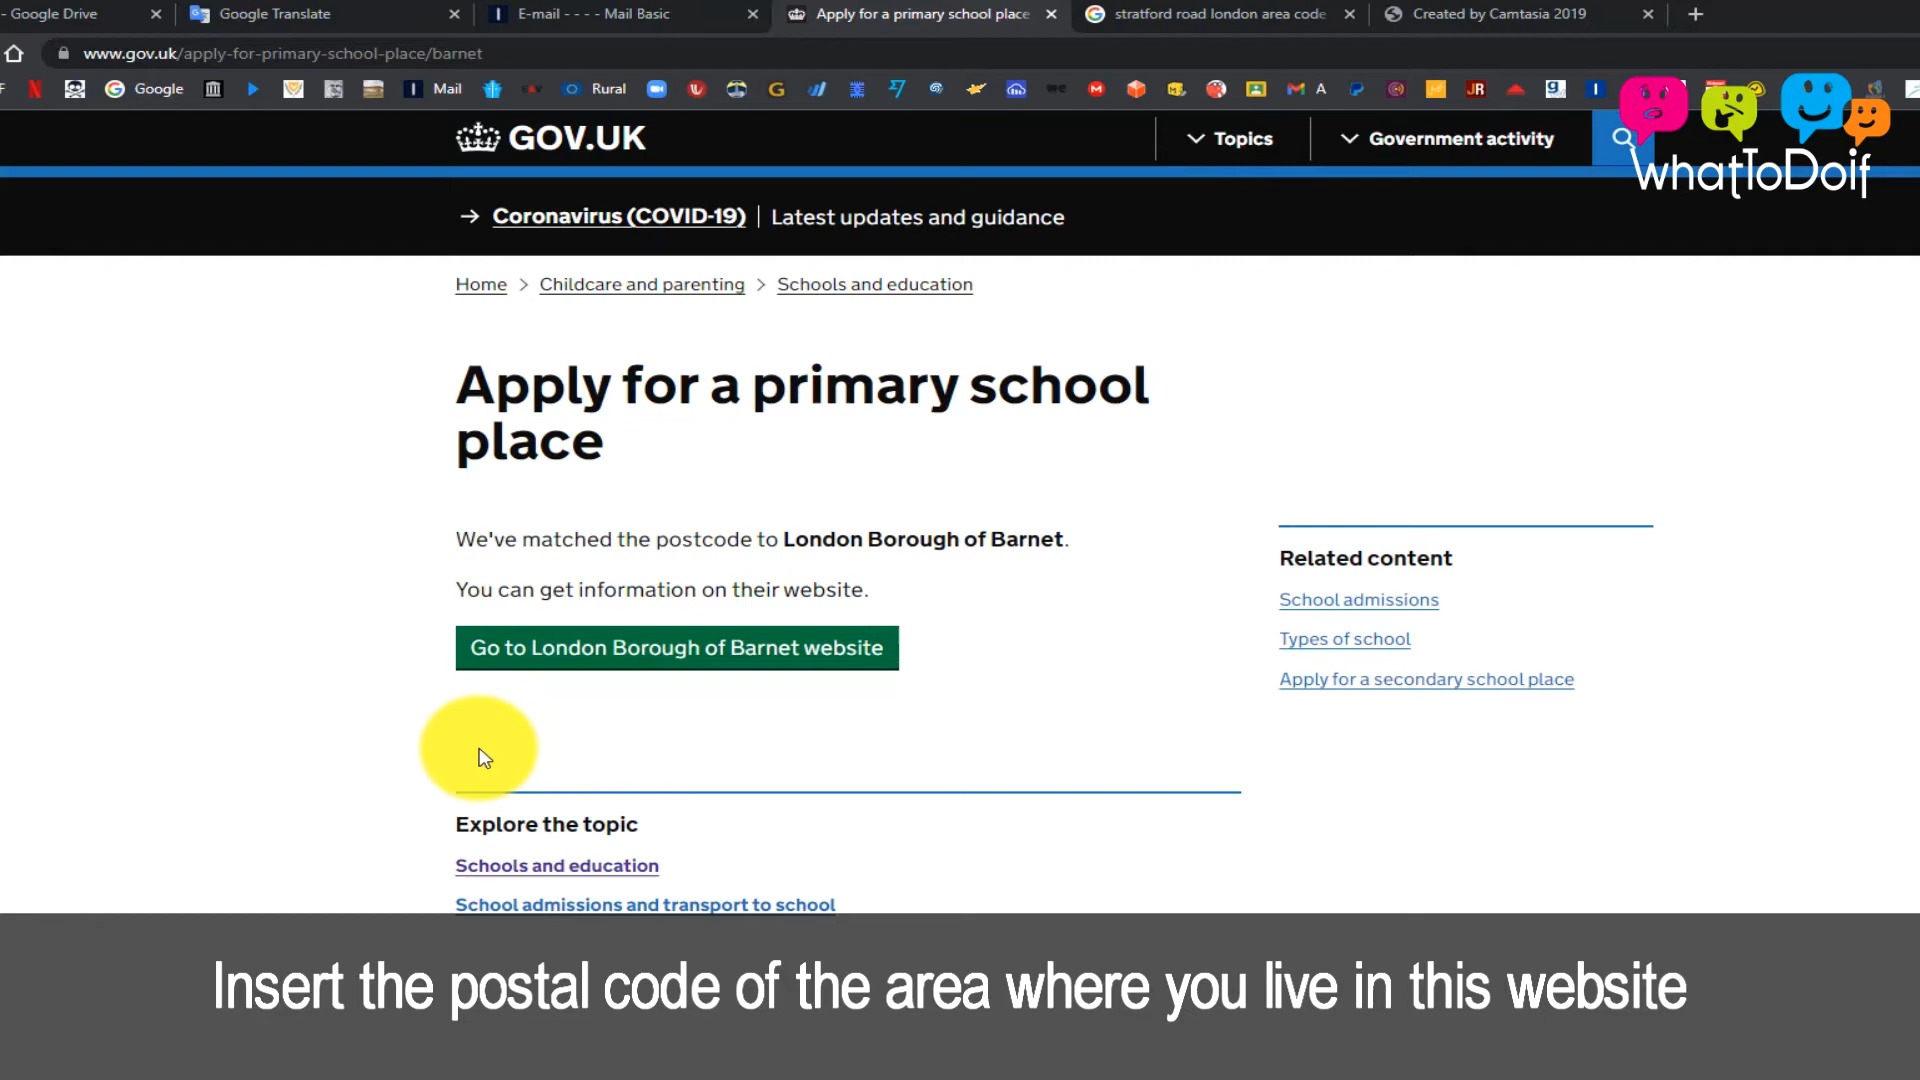 - Google Drive
Google Translate
E-mail - - - - Mail Basic
Apply for a primary school place
stratford road london area code
Created by Camtasia 2019
www.gov.uk/apply-for-primary-school-place/barnet
Google
Mail
Rural
A
GOV.UK
Topics
Government activity
whatToDoif
Coronavirus (COVID-19) | Latest updates and guidance
Home > Childcare and parenting > Schools and education
Apply for a primary school
place
We've matched the postcode to London Borough of Barnet.
You can get information on their website.
Go to London Borough of Barnet website
Related content
School admissions
Types of school
Apply for a secondary school place
Explore the topic
Schools and education
School admissions and transport to school
Insert the postal code of the area where you live in this website